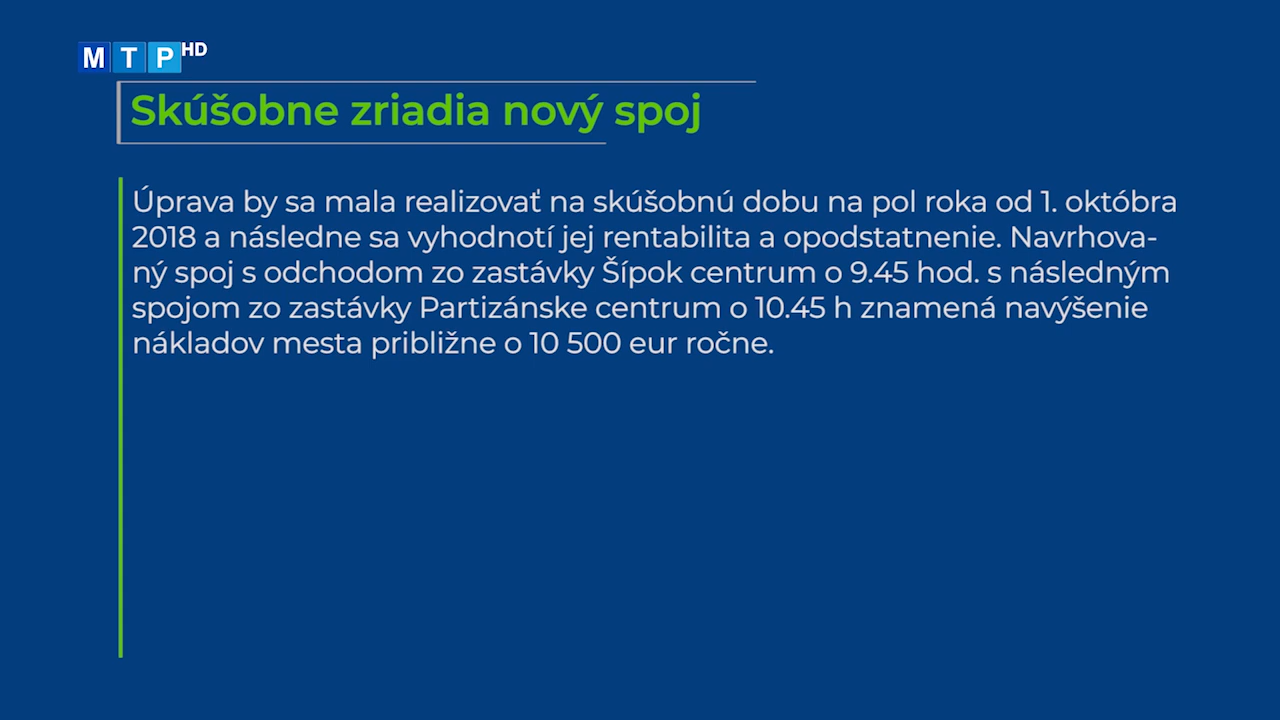 MTP HD
Skúšobne zriadia nový spoj
Úprava by sa mala realizovať na skúšobnú dobu na pol roka od 1. októbra
2018 a následne sa vyhodnotí jej rentabilita a opodstatnenie. Navrhova-
ný spoj s odchodom zo zastávky Šípok centrum o 9.45 hod. s následným
spojom zo zastávky Partizánske centrum o 10.45 h znamená navýšenie
nákladov mesta približne o 10 500 eur ročne.